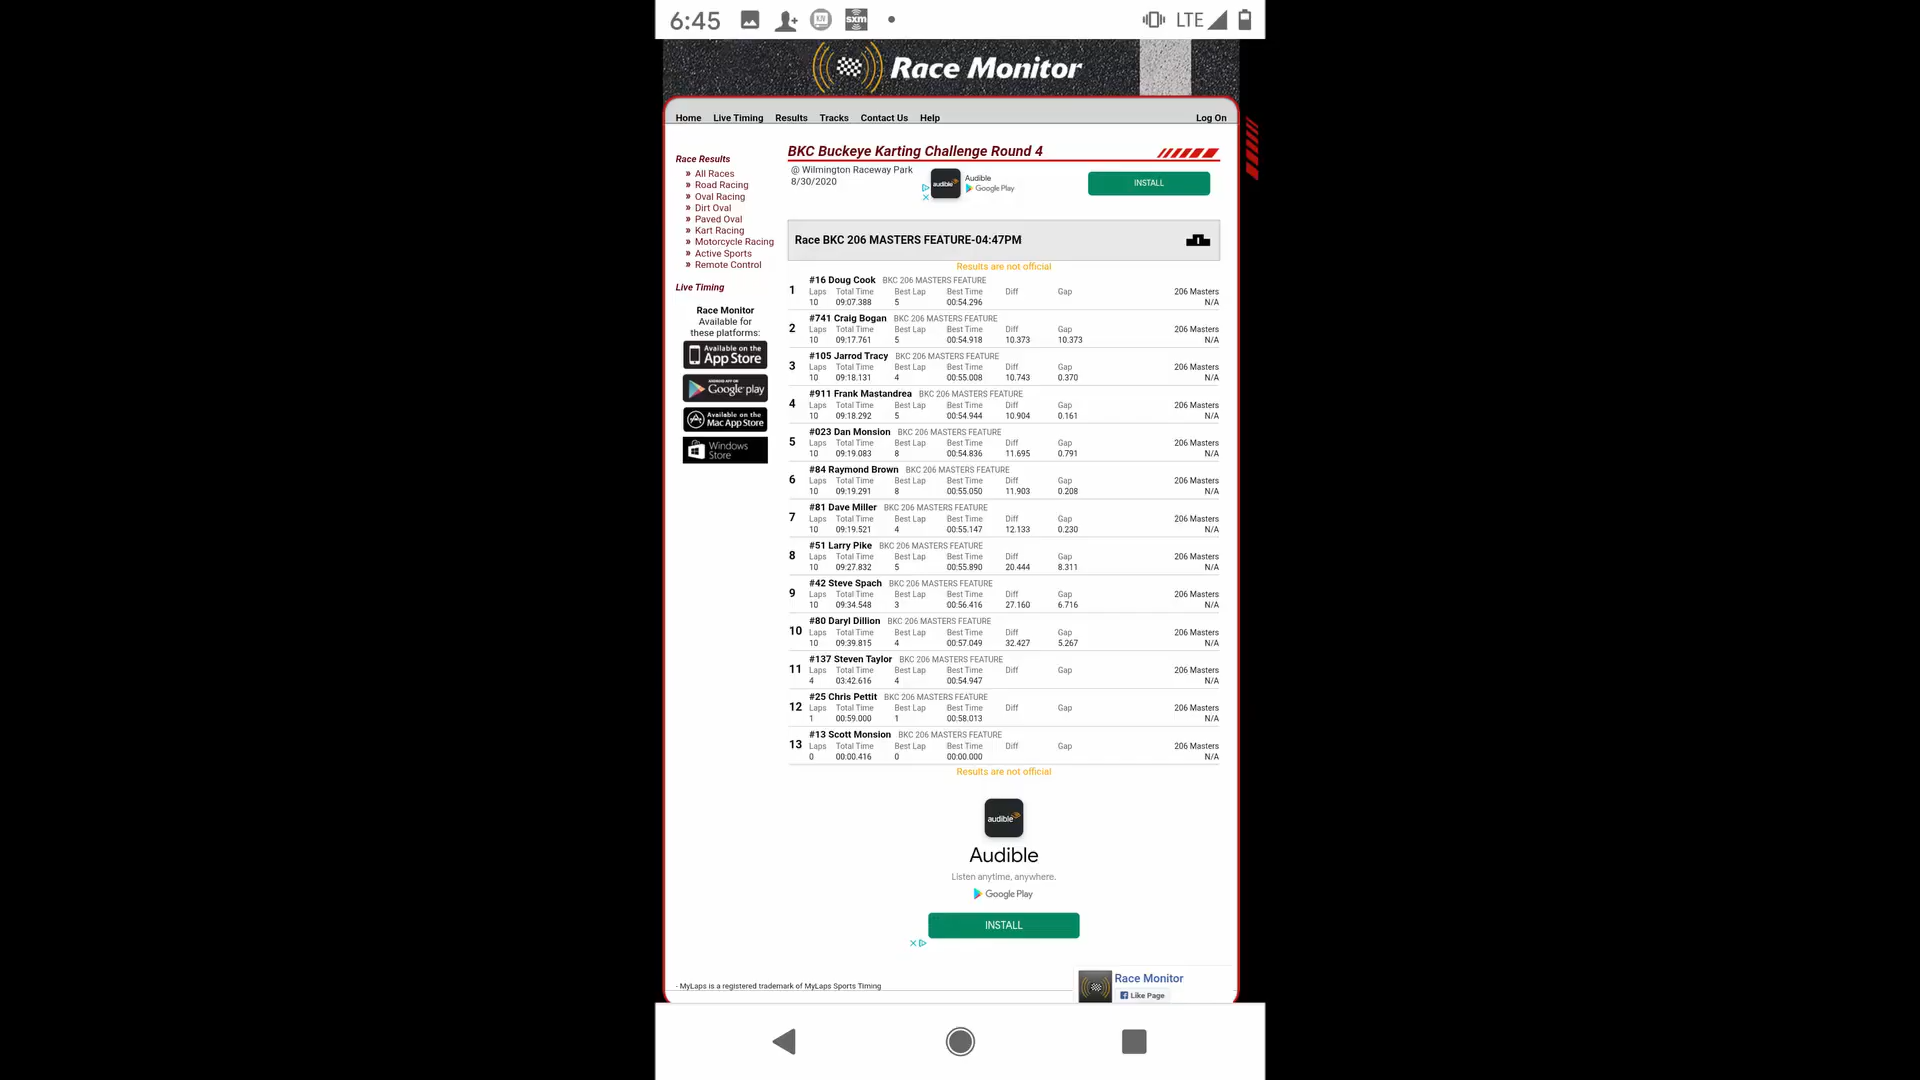 6:45 sxm LTE
Race Monitor
Home Live Timing Results Tracks Contact Us Help Log On
Race Results
» All Races
» Road Racing
» Oval Racing
» Dirt Oval
» Paved Oval
» Kart Racing
» Motorcycle Racing
» Active Sports
» Remote Control
Live Timing
Race Monitor
Available for
these platforms:
Available on the
App Store
ANDROID APP ON
Google play
Available on the
Mac App Store
Windows
Store
BKC Buckeye Karting Challenge Round 4
@ Wilmington Raceway Park
8/30/2020
audible
Audible
Google Play
INSTALL
Race BKC 206 MASTERS FEATURE-04:47PM
Results are not official
1 #16 Doug Cook BKC 206 MASTERS FEATURE
Laps Total Time Best Lap Best Time Diff Gap 206 Masters
10 09:07.388 5 00:54.296 N/A
2 #741 Craig Bogan BKC 206 MASTERS FEATURE
Laps Total Time Best Lap Best Time Diff Gap 206 Masters
10 09:17.761 5 00:54.918 10.373 10.373 N/A
3 #105 Jarrod Tracy BKC 206 MASTERS FEATURE
Laps Total Time Best Lap Best Time Diff Gap 206 Masters
10 09:18.131 4 00:55.008 10.743 0.370 N/A
4 #911 Frank Mastandrea BKC 206 MASTERS FEATURE
Laps Total Time Best Lap Best Time Diff Gap 206 Masters
10 09:18.292 5 00:54.944 10.904 0.161 N/A
5 #023 Dan Monsion BKC 206 MASTERS FEATURE
Laps Total Time Best Lap Best Time Diff Gap 206 Masters
10 09:19.083 8 00:54.836 11.695 0.791 N/A
6 #84 Raymond Brown BKC 206 MASTERS FEATURE
Laps Total Time Best Lap Best Time Diff Gap 206 Masters
10 09:19.291 8 00:55.050 11.903 0.208 N/A
7 #81 Dave Miller BKC 206 MASTERS FEATURE
Laps Total Time Best Lap Best Time Diff Gap 206 Masters
10 09:19.521 4 00:55.147 12.133 0.230 N/A
8 #51 Larry Pike BKC 206 MASTERS FEATURE
Laps Total Time Best Lap Best Time Diff Gap 206 Masters
10 09:27.832 5 00:55.890 20.444 8.311 N/A
9 #42 Steve Spach BKC 206 MASTERS FEATURE
Laps Total Time Best Lap Best Time Diff Gap 206 Masters
10 09:34.548 3 00:56.416 27.160 6.716 N/A
10 #80 Daryl Dillion BKC 206 MASTERS FEATURE
Laps Total Time Best Lap Best Time Diff Gap 206 Masters
10 09:39.815 4 00:57.049 32.427 5.267 N/A
11 #137 Steven Taylor BKC 206 MASTERS FEATURE
Laps Total Time Best Lap Best Time Diff Gap 206 Masters
4 03:42.616 4 00:54.947 N/A
12 #25 Chris Pettit BKC 206 MASTERS FEATURE
Laps Total Time Best Lap Best Time Diff Gap 206 Masters
1 00:59.000 1 00:58.013 N/A
13 #13 Scott Monsion BKC 206 MASTERS FEATURE
Laps Total Time Best Lap Best Time Diff Gap 206 Masters
0 00:00.416 0 00:00.000 N/A
Results are not official
audible
Audible
Listen anytime, anywhere.
Google Play
INSTALL
- MyLaps is a registered trademark of MyLaps Sports Timing
Race Monitor
Like Page